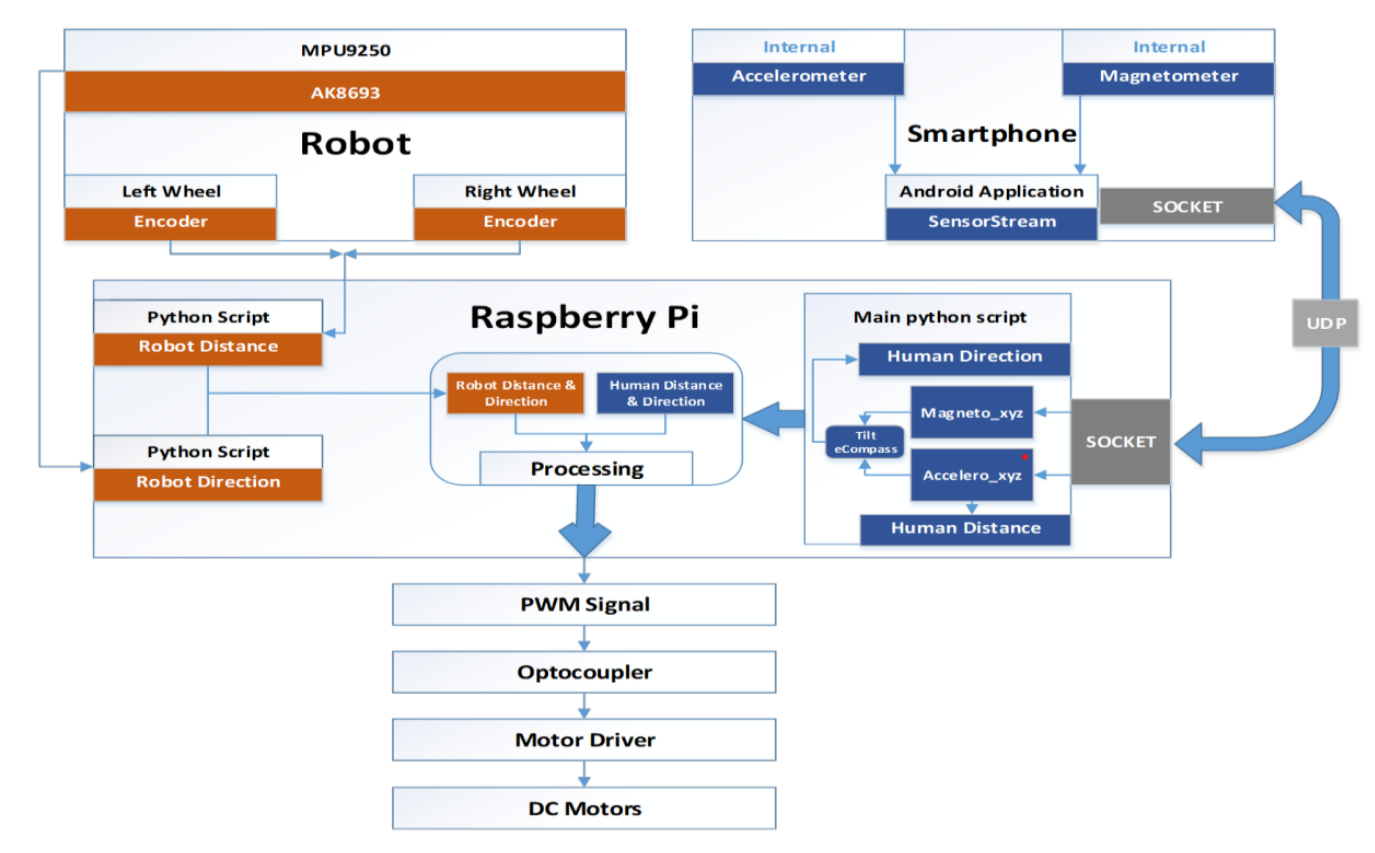 MPU9250
AK8693
Robot
Left Wheel
Encoder
Right Wheel
Encoder
Internal
Accelerometer
Internal
Magnetometer
Smartphone
Android Application
SensorStream
SOCKET
UDP
Raspberry Pi
Python Script
Robot Distance
Python Script
Robot Direction
Robot Distance &
Direction
Human Distance
& Direction
Processing
Main python script
Human Direction
Magneto_xyz
Tilt
eCompass
Accelero_xyz
Human Distance
SOCKET
PWM Signal
Optocoupler
Motor Driver
DC Motors